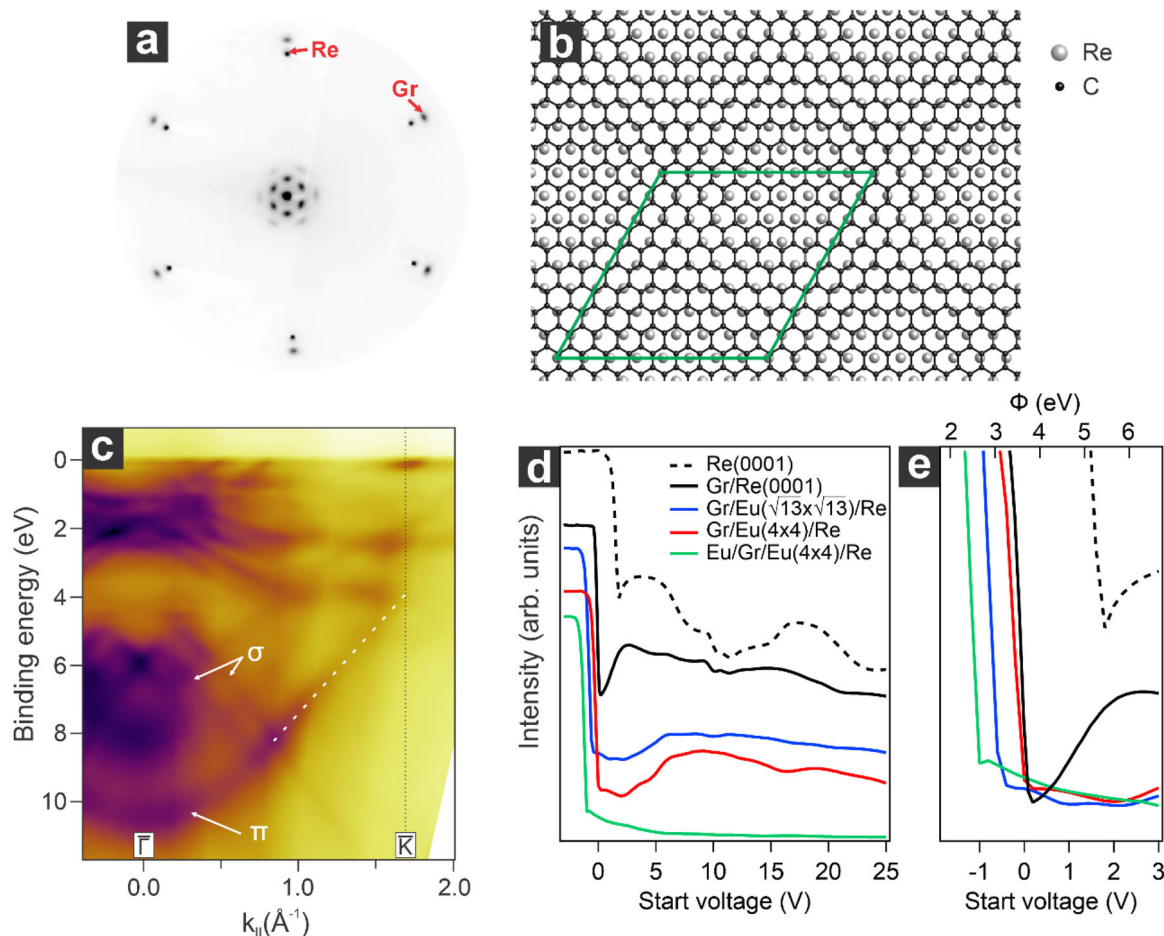 a
Re
Gr
b
Re
C
c
0
2
4
6
8
10
Binding energy (eV)
σ
π
Γ̅
K̅
0.0
1.0
2.0
k||(Å⁻¹)
d
Re(0001)
Gr/Re(0001)
Gr/Eu(√13x√13)/Re
Gr/Eu(4x4)/Re
Eu/Gr/Eu(4x4)/Re
Intensity (arb. units)
0 5 10 15 20 25
Start voltage (V)
Φ (eV)
2 3 4 5 6
e
-1 0 1 2 3
Start voltage (V)